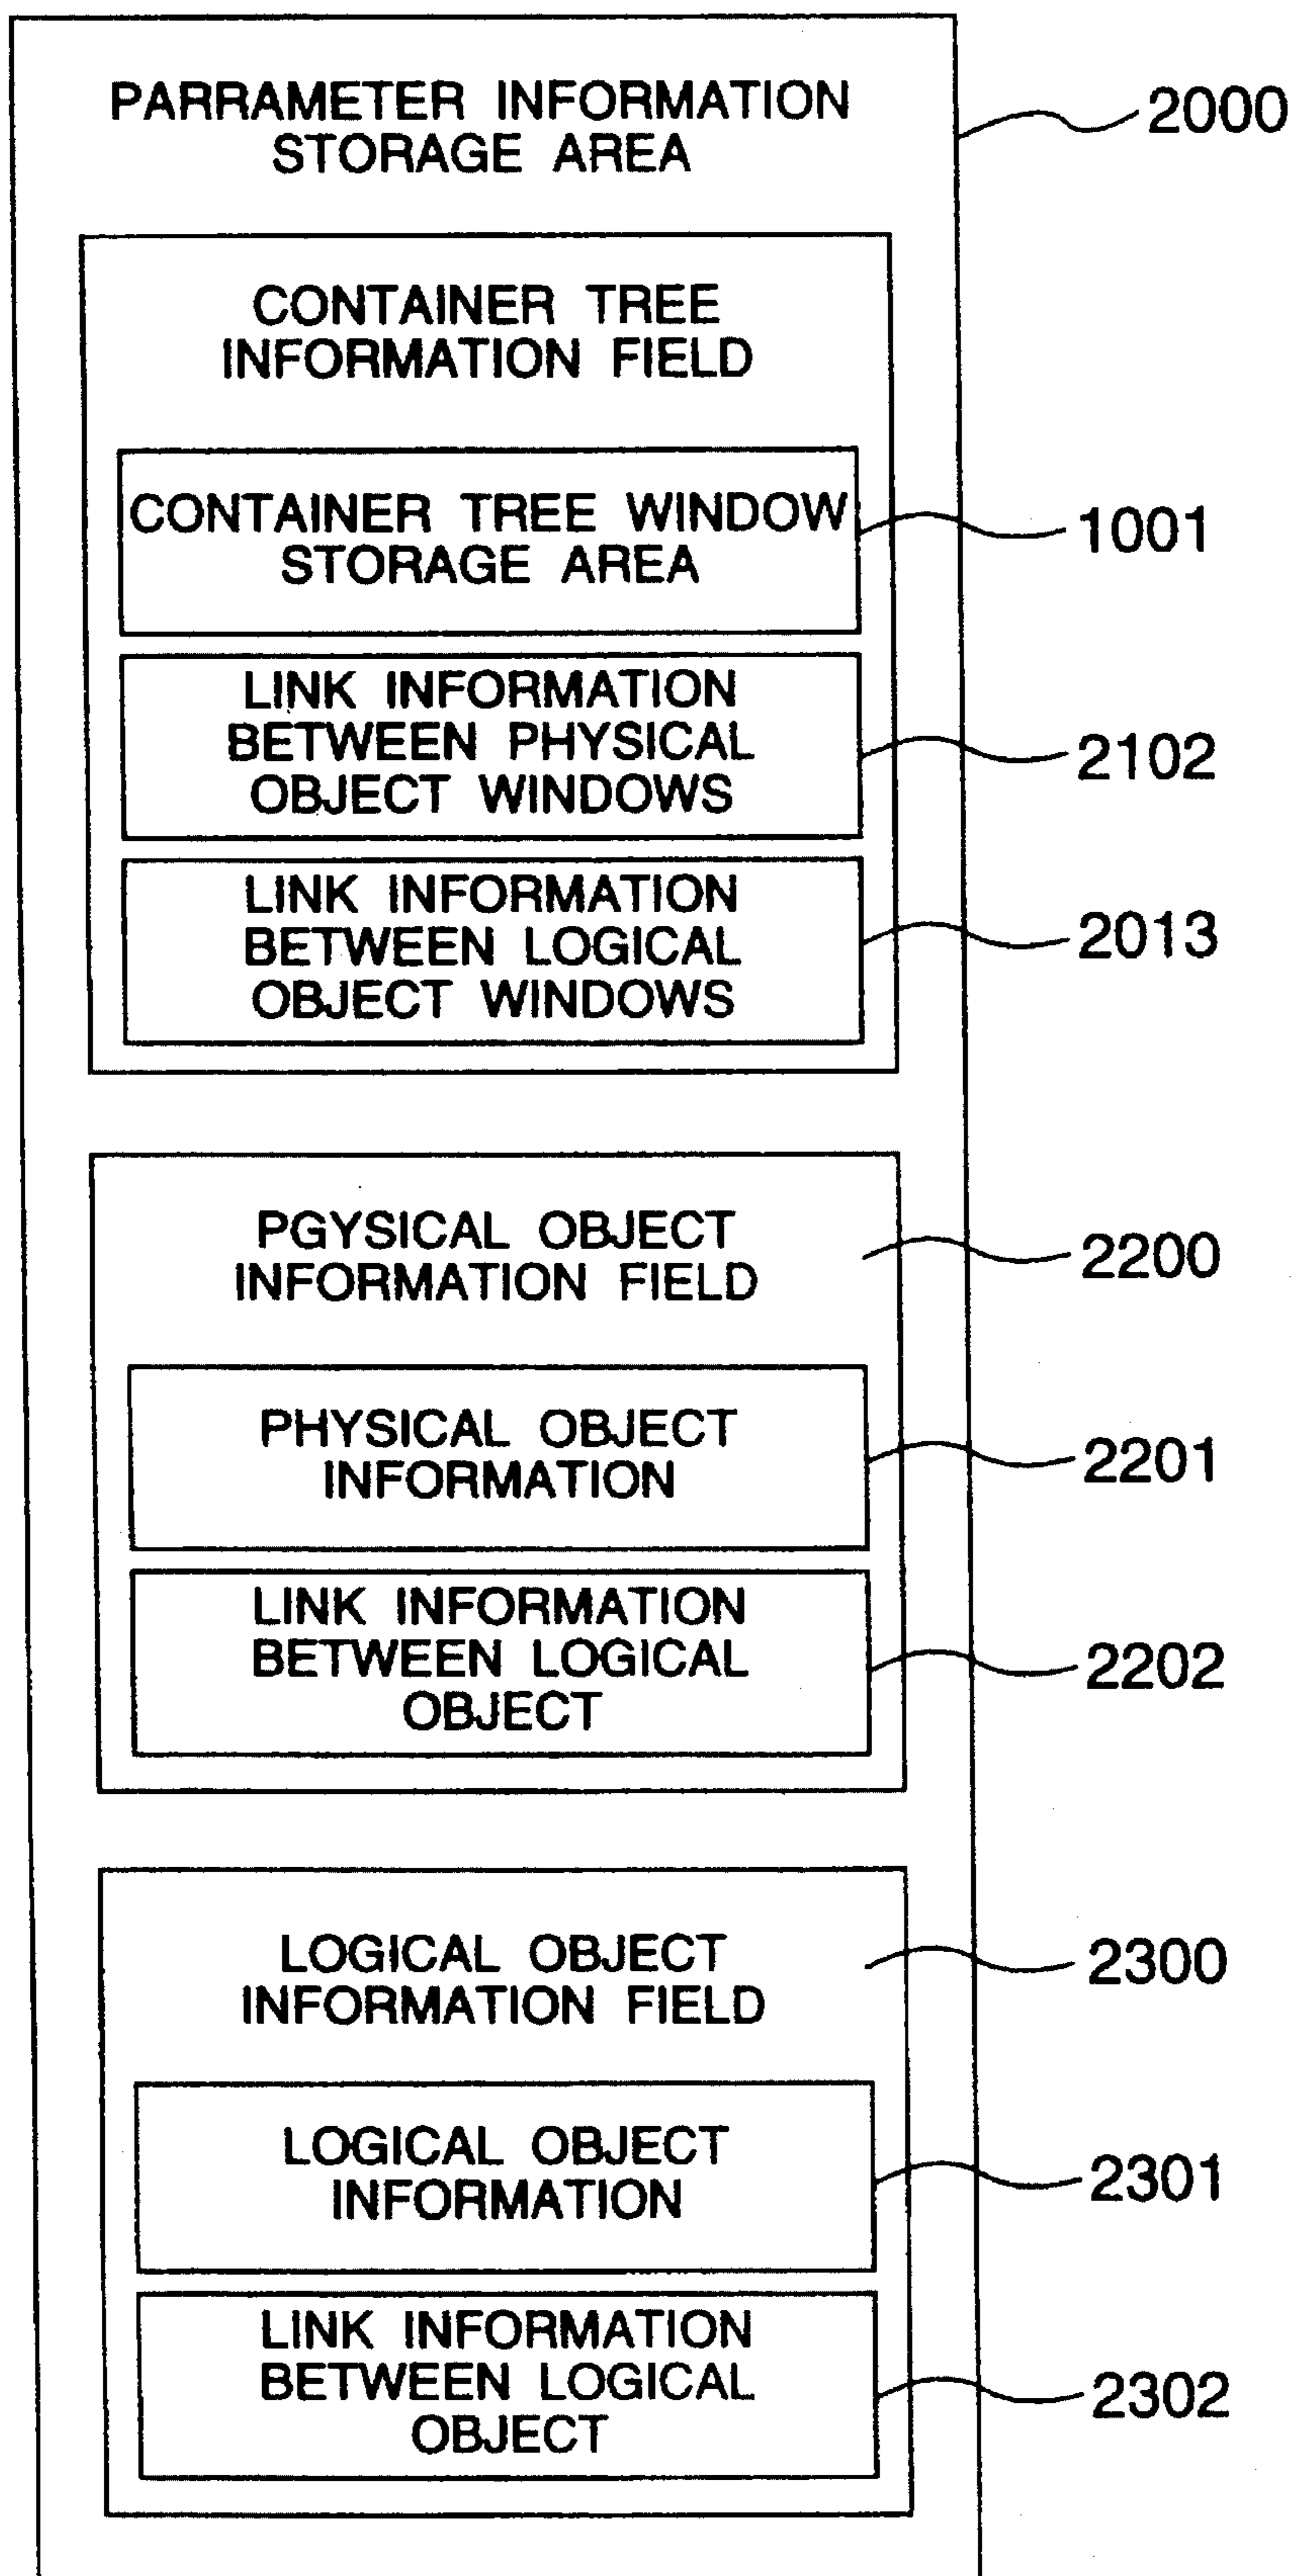 PARRAMETER INFORMATION
STORAGE AREA
2000
CONTAINER TREE
INFORMATION FIELD
CONTAINER TREE WINDOW
STORAGE AREA
1001
LINK INFORMATION
BETWEEN PHYSICAL
OBJECT WINDOWS
2102
LINK INFORMATION
BETWEEN LOGICAL
OBJECT WINDOWS
2013
PGYSICAL OBJECT
INFORMATION FIELD
2200
PHYSICAL OBJECT
INFORMATION
2201
LINK INFORMATION
BETWEEN LOGICAL
OBJECT
2202
LOGICAL OBJECT
INFORMATION FIELD
2300
LOGICAL OBJECT
INFORMATION
2301
LINK INFORMATION
BETWEEN LOGICAL
OBJECT
2302